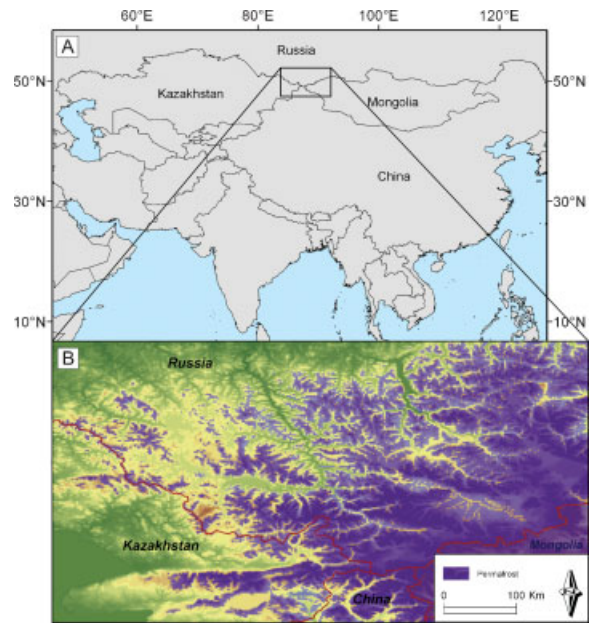 60°E 80°E 100°E 120°E
A
Russia
50°N 50°N
Kazakhstan
Mongolia
China
30°N 30°N
10°N 10°N
B
Russia
Kazakhstan
Mongolia
Permafrost
China
0 100 Km